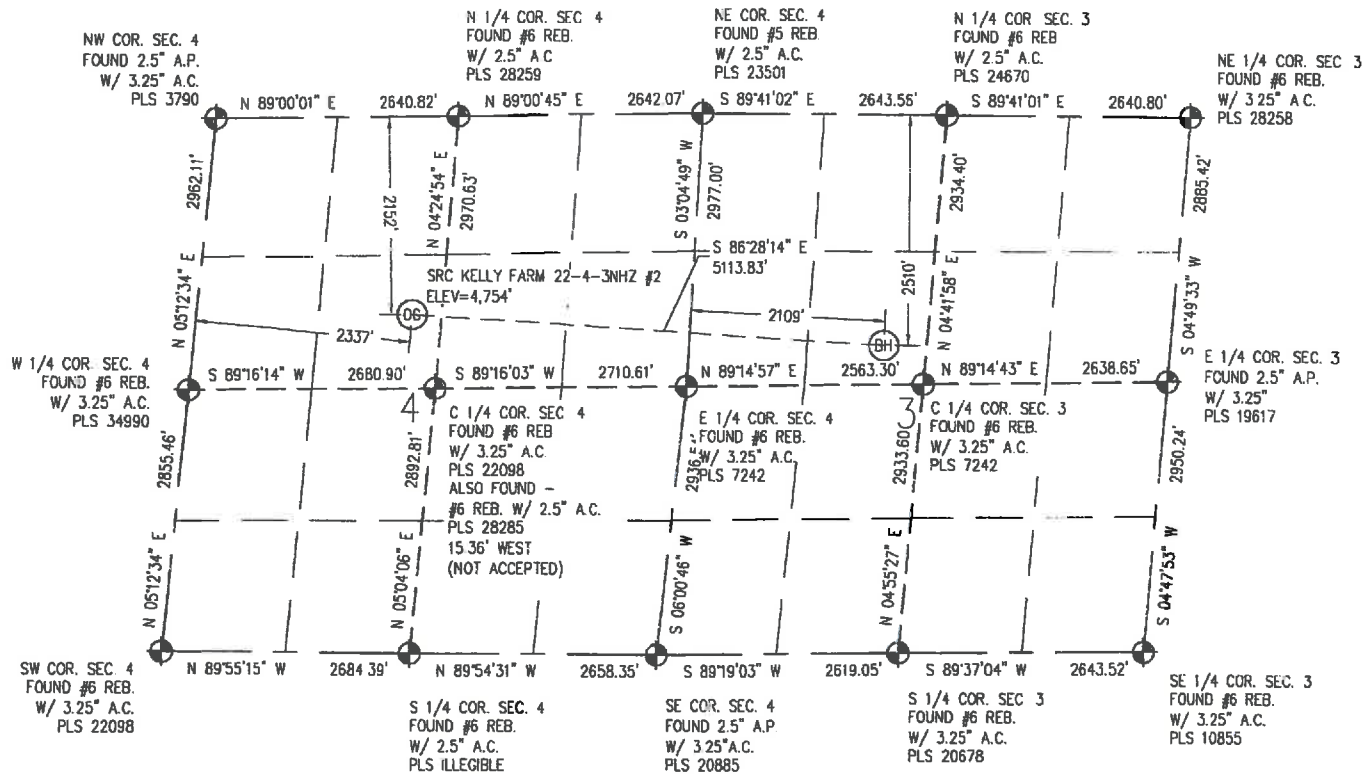 NW COR. SEC. 4
FOUND 2.5" A.P.
W/ 3.25" A.C.
PLS 3790
N 1/4 COR. SEC 4
FOUND #6 REB.
W/ 2.5" A.C
PLS 28259
NE COR. SEC. 4
FOUND #5 REB.
W/ 2.5" A.C.
PLS 23501
N 1/4 COR. SEC. 3
FOUND #6 REB
W/ 2.5" A.C.
PLS 24670
NE 1/4 COR. SEC 3
FOUND #6 REB.
W/ 3.25" A.C.
PLS 28258
N 89°00'01" E
2640.82'
N 89°00'45" E
2642.07'
S 89°41'02" E
2643.56'
S 89°41'01" E
2640.80'
2962.11'
N 05°12'34" E
2152'
N 04°24'54" E
2970.63'
S 03°04'49" W
2977.00'
2510'
2934.40'
N 04°41'58" E
2885.42'
S 04°49'33" W
S 86°28'14" E
5113.83'
SRC KELLY FARM 22-4-3NHZ #2
ELEV=4,754'
OG
2337'
2109'
BH
W 1/4 COR. SEC. 4
FOUND #6 REB.
W/ 3.25" A.C.
PLS 34990
S 89°16'14" W
2680.90'
S 89°16'03" W
2710.61'
N 89°14'57" E
2563.30'
N 89°14'43" E
2638.65'
E 1/4 COR. SEC. 3
FOUND 2.5" A.P.
W/ 3.25"
PLS 19617
4
3
C 1/4 COR. SEC 4
FOUND #6 REB
W/ 3.25" A.C.
PLS 22098
ALSO FOUND -
#6 REB. W/ 2.5" A.C.
PLS 28285
15.36' WEST
(NOT ACCEPTED)
E 1/4 COR. SEC. 4
FOUND #6 REB.
W/ 3.25" A.C.
PLS 7242
C 1/4 COR. SEC. 3
FOUND #6 REB.
W/ 3.25" A.C.
PLS 7242
2855.46'
N 05°12'34" E
2892.81'
N 05°04'06" E
S 06°00'46" W
2933.60'
N 04°55'27" E
2950.24'
S 04°47'53" W
SW COR. SEC. 4
FOUND #6 REB.
W/ 3.25" A.C.
PLS 22098
N 89°55'15" W
2684.39'
N 89°54'31" W
2658.35'
S 89°19'03" W
2619.05'
S 89°37'04" W
2643.52'
S 1/4 COR. SEC. 4
FOUND #6 REB.
W/ 2.5" A.C.
PLS ILLEGIBLE
SE COR. SEC. 4
FOUND 2.5" A.P
W/ 3.25"A.C.
PLS 20885
S 1/4 COR. SEC. 3
FOUND #6 REB.
W/ 3.25" A.C.
PLS 20678
SE 1/4 COR. SEC. 3
FOUND #6 REB.
W/ 3.25" A.C.
PLS 10855